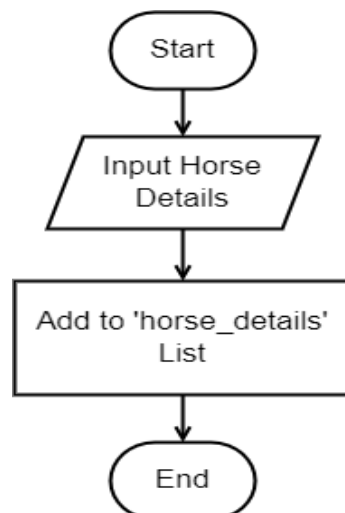 Start
Input Horse
Details
Add to 'horse_details'
List
End